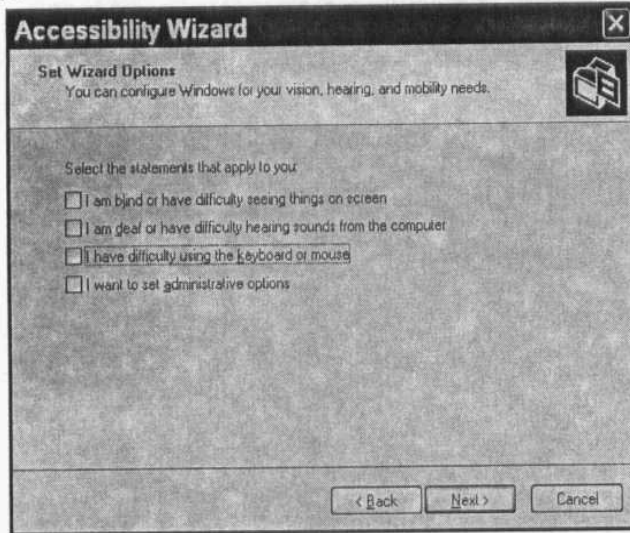 Accessibility Wizard
Set Wizard Options
You can configure Windows for your vision, hearing, and mobility needs.
Select the statements that apply to you:
I am blind or have difficulty seeing things on screen
I am deaf or have difficulty hearing sounds from the computer
I have difficulty using the keyboard or mouse
I want to set administrative options
< Back
Next >
Cancel